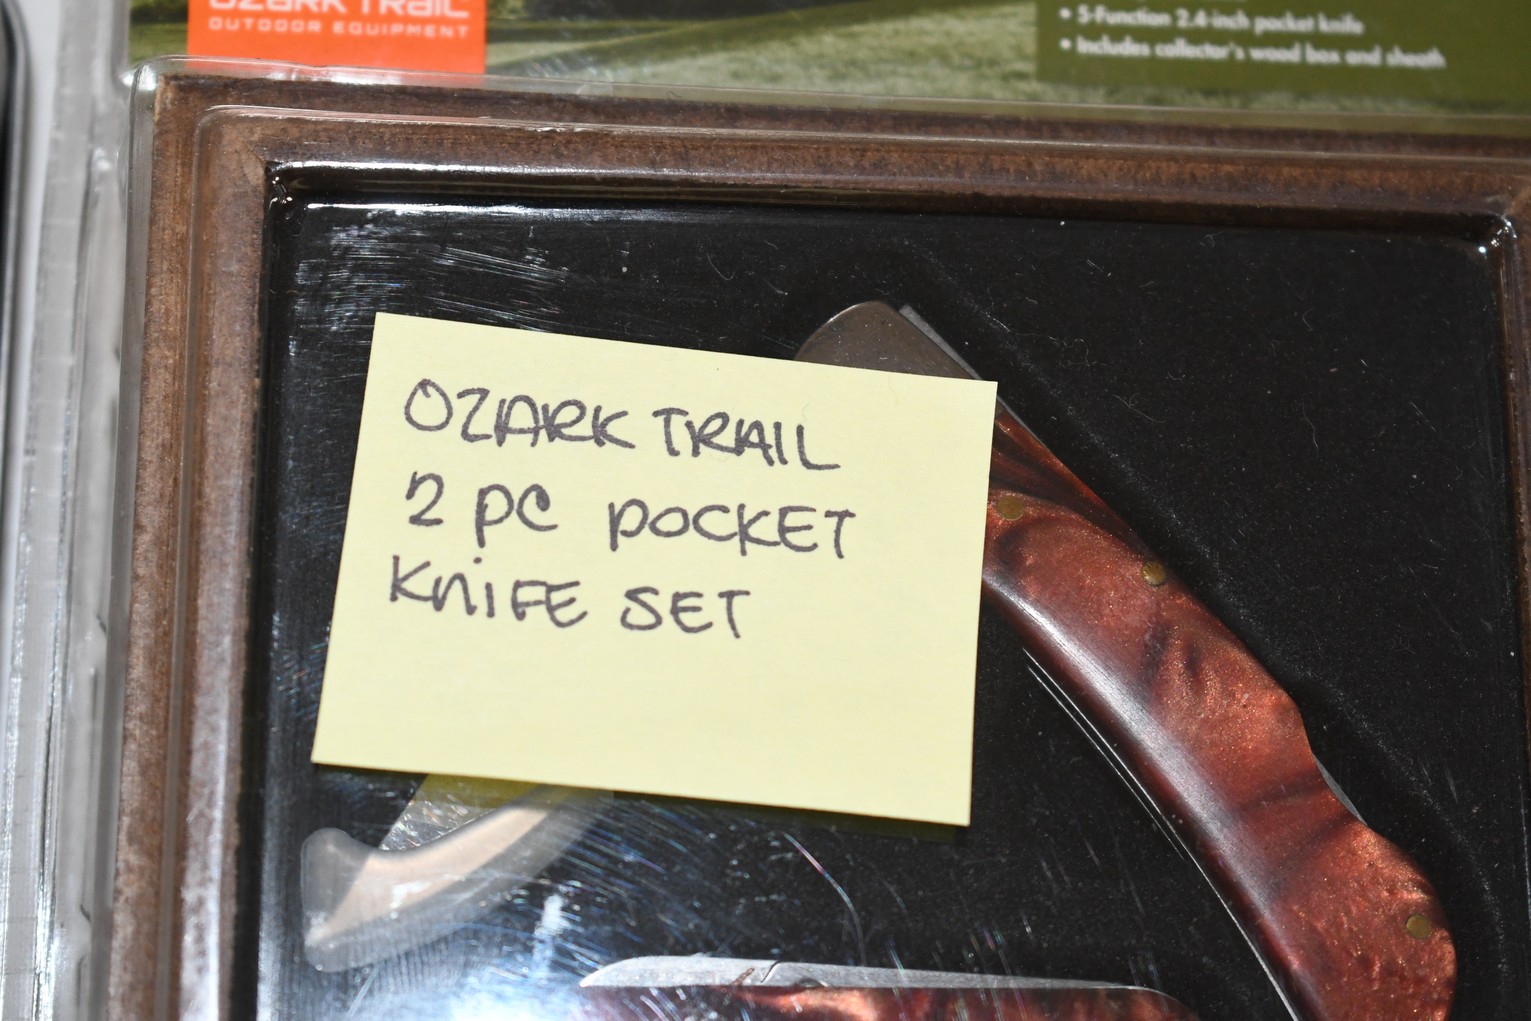 OZARK TRAIL
OUTDOOR EQUIPMENT
• 5-Function 2.4-inch pocket knife
• Includes collector's wood box and sheath
OZARK TRAIL
2 PC POCKET
KNIFE SET